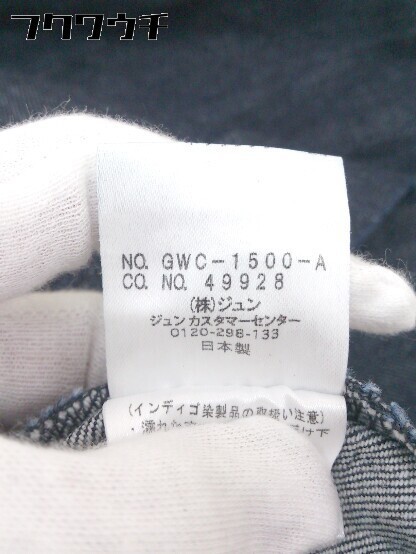 フクウクチ
NO. GWC-1500-A
CO. NO. 49928
(株)ジュン
ジュンカスタマーセンター
0120-298-133
日本製
(インディゴ染製品の取扱い注意)